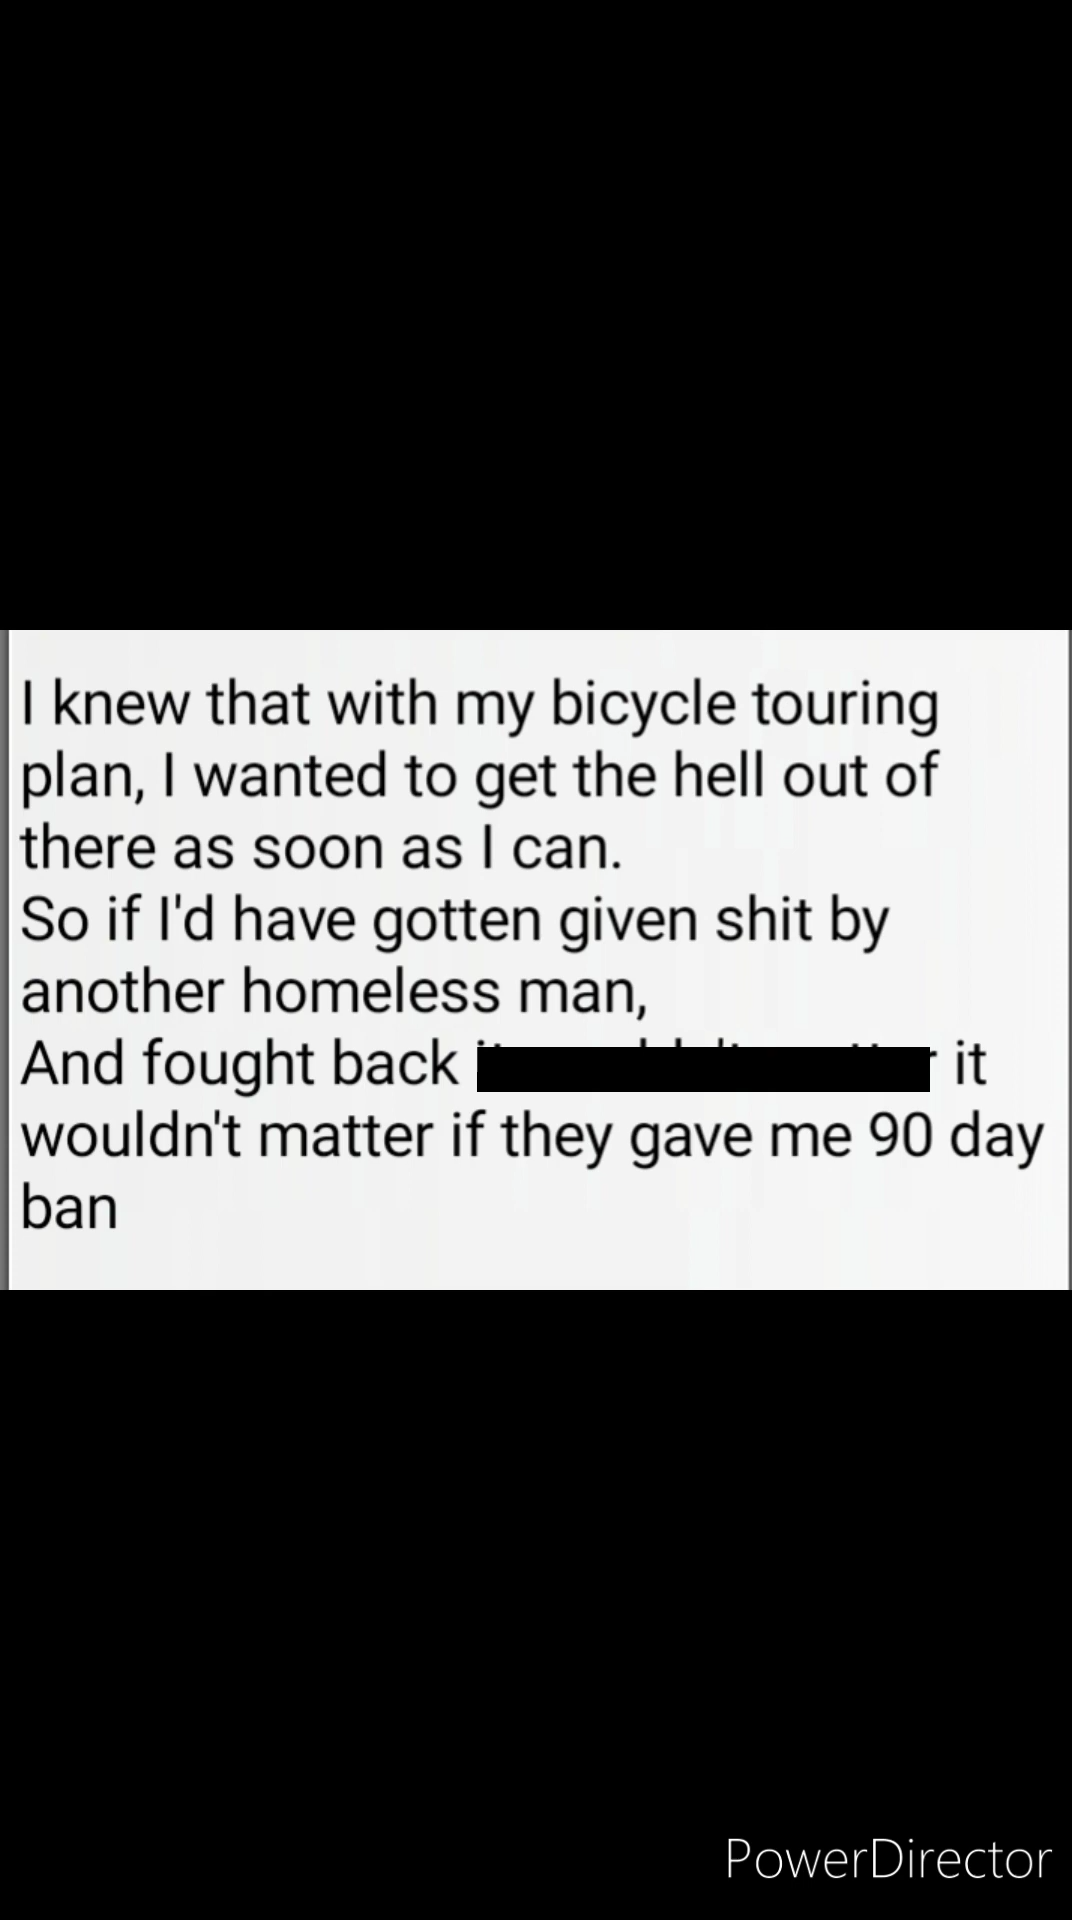 I knew that with my bicycle touring
plan, I wanted to get the hell out of
there as soon as I can.
So if I'd have gotten given shit by
another homeless man,
And fought back it
wouldn't matter if they gave me 90 day
ban
PowerDirector